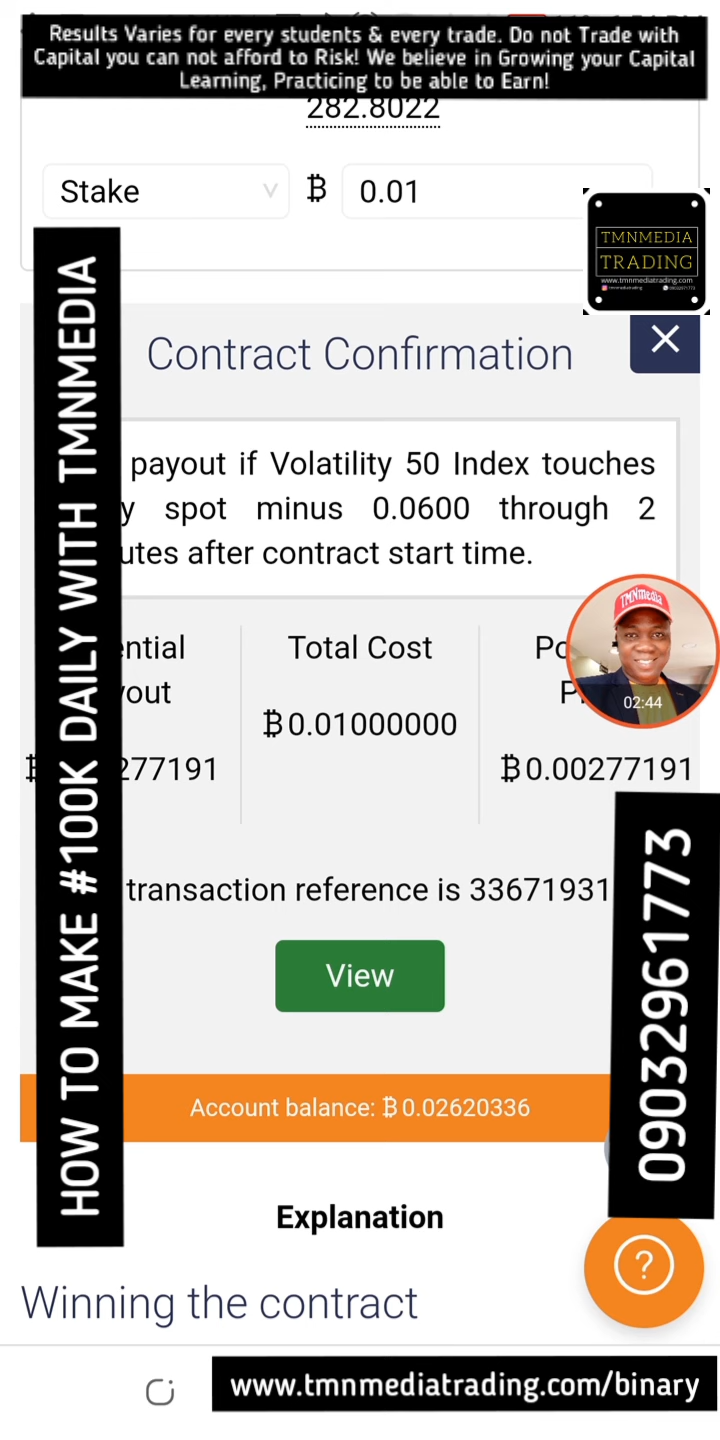 Results Varies for every students & every trade. Do not Trade with
Capital you can not afford to Risk! We believe in Growing your Capital
Learning, Practicing to be able to Earn!
282.8022
Stake
0.01
TMNMEDIA
TRADING
www.tmnmediatrading.com
HOW TO MAKE #100K DAILY WITH TMNMEDIA
Contract Confirmation
payout if Volatility 50 Index touches
spot minus 0.0600 through 2
after contract start time.
TMNmedia
Total Cost
02:44
₿0.01000000
₿0.00277191
transaction reference is 33671931
View
09032961773
Account balance: ₿0.02620336
Explanation
?
Winning the contract
www.tmnmediatrading.com/binary